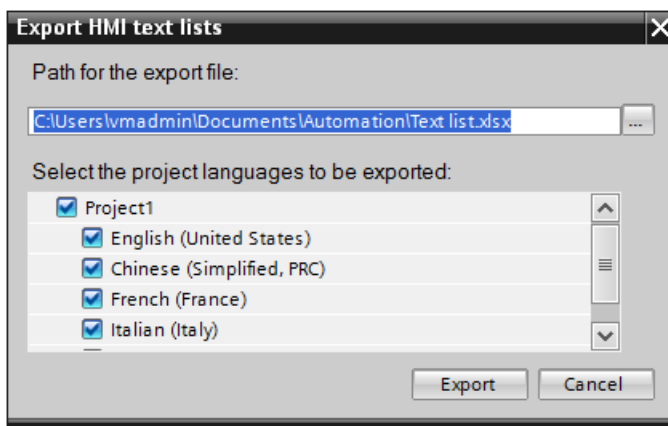 Export HMI text lists
Path for the export file:
C:\Users\vmadmin\Documents\Automation\Text list.xlsx
...
Select the project languages to be exported:
Project1
English (United States)
Chinese (Simplified, PRC)
French (France)
Italian (Italy)
Export Cancel